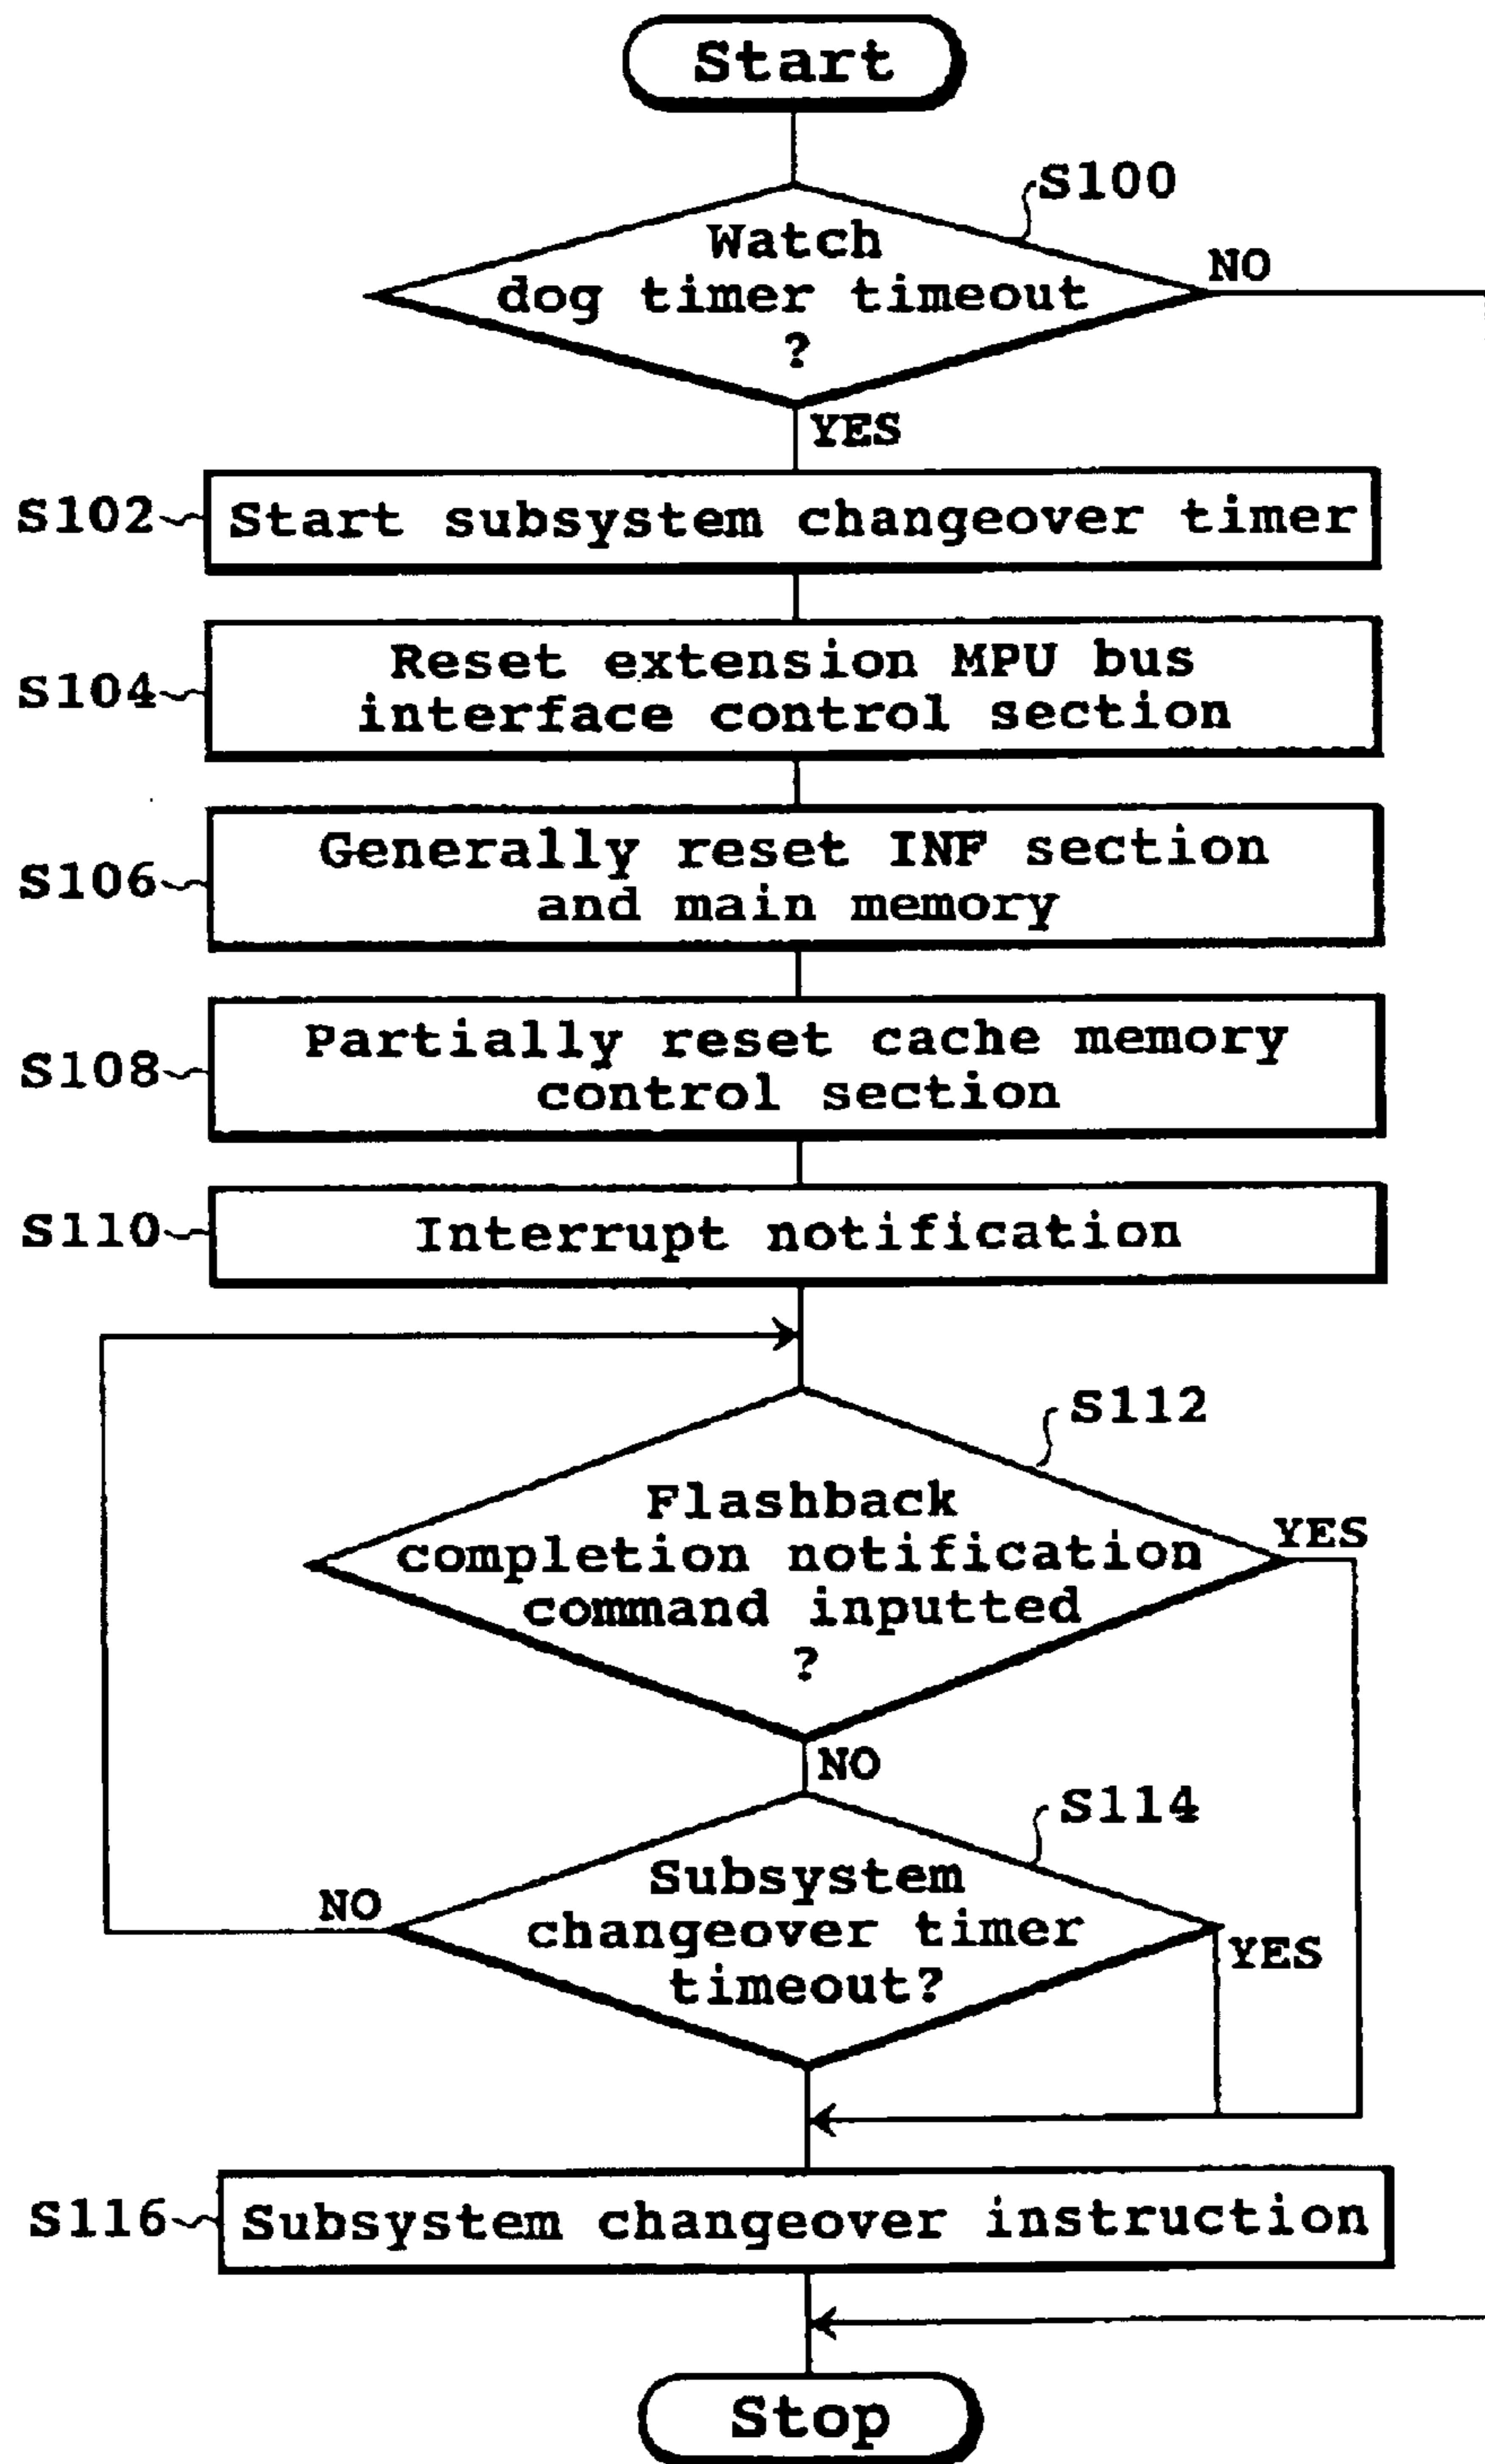 Start
S100
Watch
dog timer timeout
?
NO
YES
S102
Start subsystem changeover timer
S104
Reset extension MPU bus
interface control section
S106
Generally reset INF section
and main memory
S108
Partially reset cache memory
control section
S110
Interrupt notification
S112
Flashback
completion notification
command inputted
?
YES
NO
S114
Subsystem
changeover timer
timeout?
NO
YES
S116
Subsystem changeover instruction
Stop